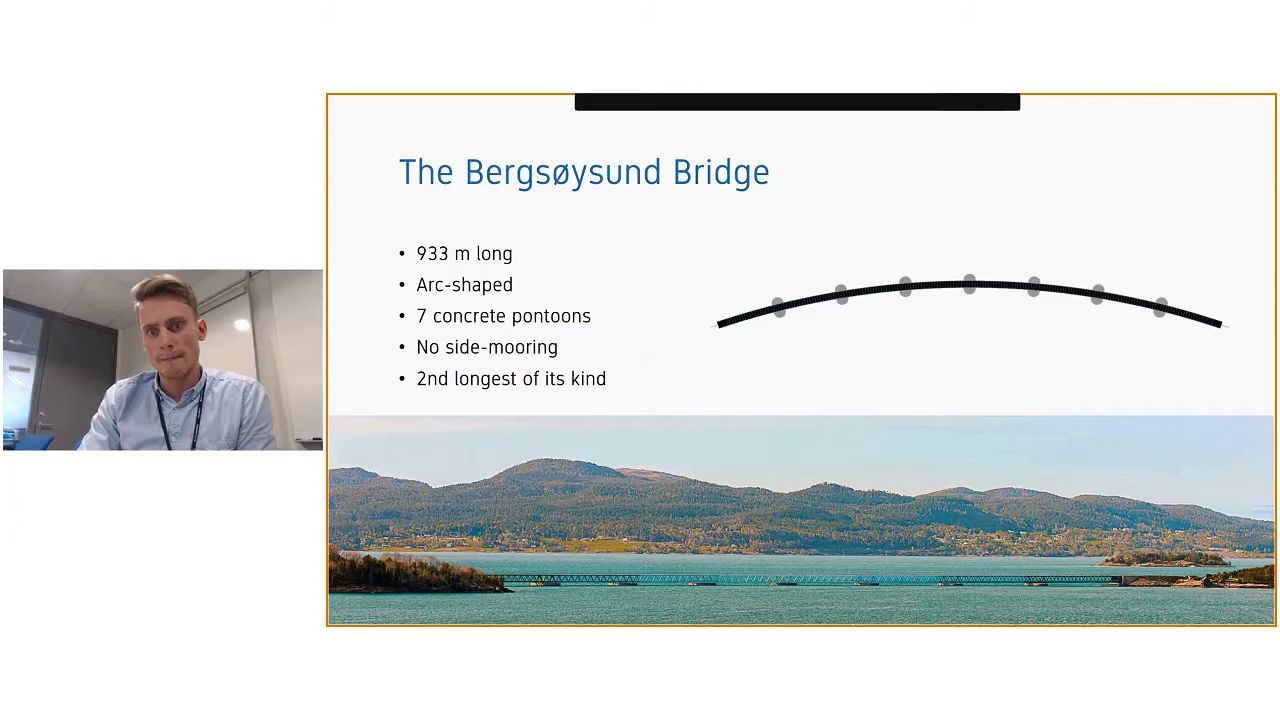 The Bergsøysund Bridge
• 933 m long
• Arc-shaped
• 7 concrete pontoons
• No side-mooring
• 2nd longest of its kind